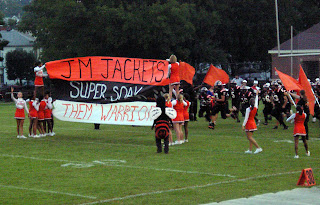 JM JACKETS
SUPER SOAK
THEM WARRIORS